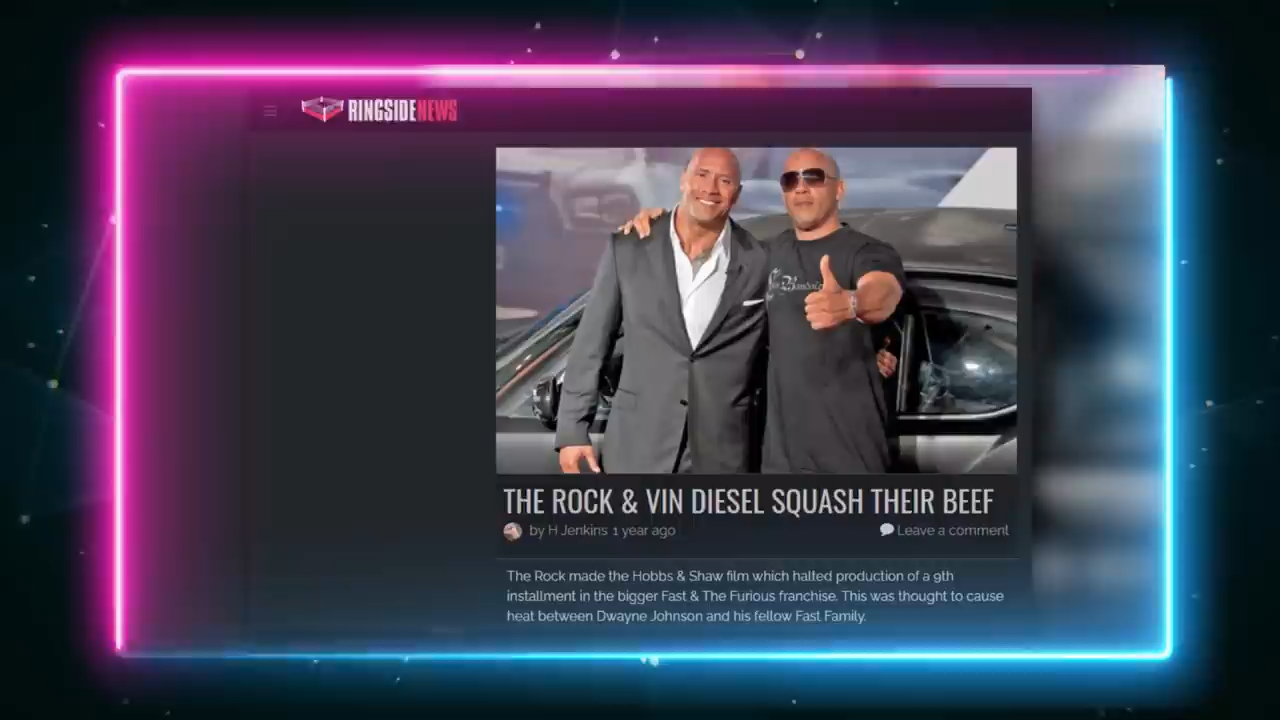 RINGSIDENEWS
THE ROCK & VIN DIESEL SQUASH THEIR BEEF
by H Jenkins 1 year ago
Leave a comment
The Rock made the Hobbs & Shaw film which halted production of a 9th
installment in the bigger Fast & The Furious franchise. This was thought to cause
heat between Dwayne Johnson and his fellow Fast Family.